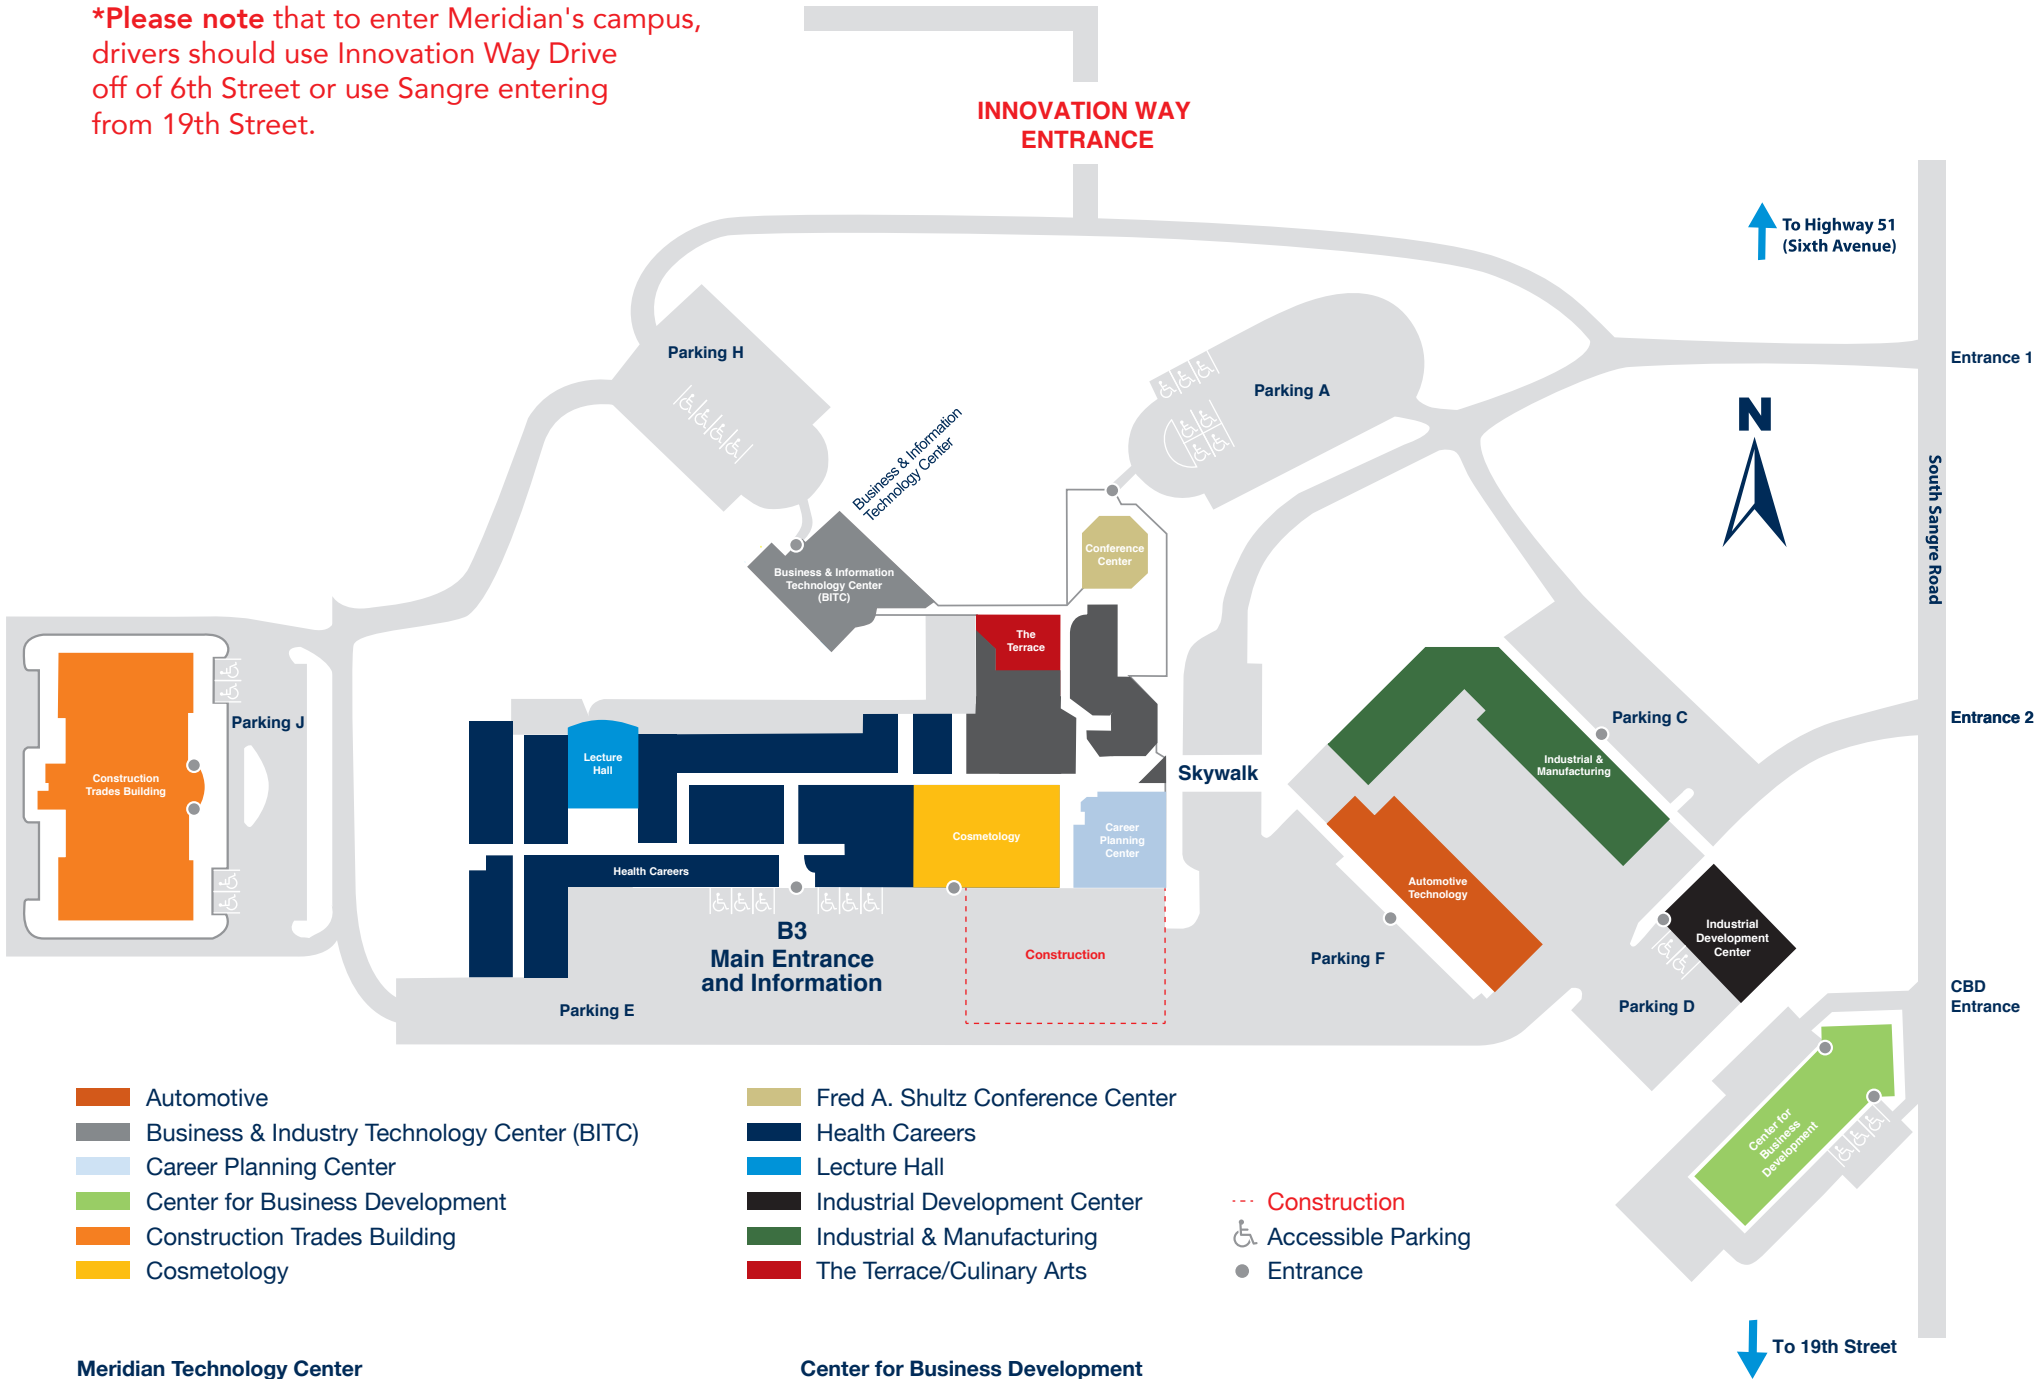 *Please note that to enter Meridian's campus,
drivers should use Innovation Way Drive
off of 6th Street or use Sangre entering
from 19th Street.
INNOVATION WAY
ENTRANCE
To Highway 51
(Sixth Avenue)
Parking H
Parking A
Entrance 1
N
South Sangre Road
Business & Information
Technology Center
Conference
Center
Business & Information
Technology Center
(BITC)
The
Terrace
Parking J
Parking C
Entrance 2
Lecture
Hall
Construction
Trades Building
Skywalk
Industrial &
Manufacturing
Cosmetology
Career
Planning
Center
Health Careers
Automotive
Technology
B3
Main Entrance
and Information
Construction
Parking F
Industrial
Development
Center
Parking E
Parking D
CBD
Entrance
Center for
Business
Development
Automotive
Business & Industry Technology Center (BITC)
Career Planning Center
Center for Business Development
Construction Trades Building
Cosmetology
Fred A. Shultz Conference Center
Health Careers
Lecture Hall
Industrial Development Center
Industrial & Manufacturing
The Terrace/Culinary Arts
Construction
Accessible Parking
Entrance
To 19th Street
Meridian Technology Center
Center for Business Development